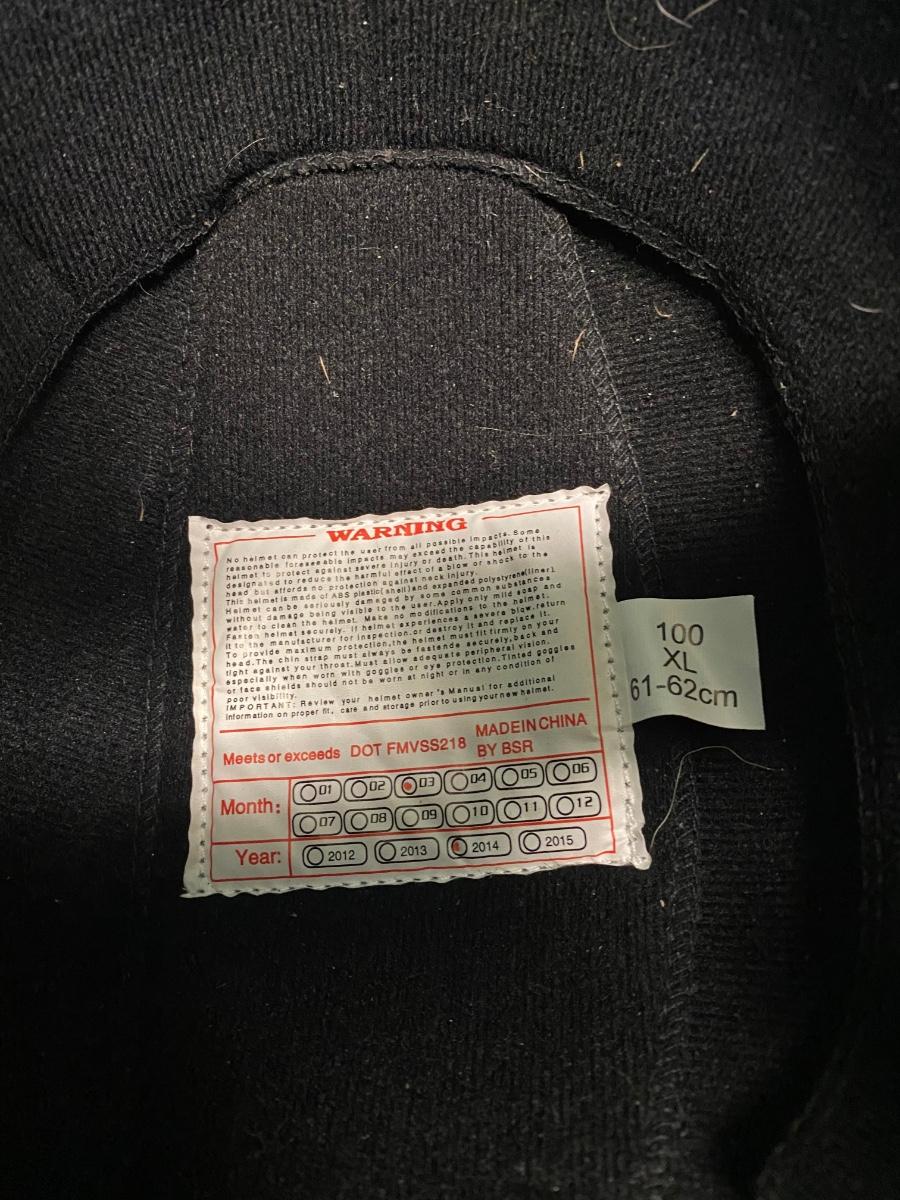 WARNING
No helmet can protect the user from all possible impacts. Some
reasonable foreseeable impacts may exceed the capability of this
helmet to protect against severe injury or death. This helmet is
designated to reduce the harmful effect of a blow or shock to the
head but affords no protection against neck injury.
This helmet is made of ABS plastic(shell)and expanded polystyrene(liner).
Helmet can be seriously damaged by some common substances
without damage being visible to the user.Apply only mild soap and
water to clean the helmet. Make no modifications to the helmet.
Fasten helmet securely. If helmet experiences a severe blow,return
it to the manufacturer for inspection,or destroy it and replace it.
To provide maximum protection,the helmet must fit firmly on your
head.The chin strap must always be fastende securely,back and
tight against your throat.Must allow adequate peripheral vision.
especially when worn with goggles or eye protection.Tinted goggles
or face shields should not be worn at night or in any condition of
poor visibility.
IMPORTANT: Review your helmet owner's Manual for additional
information on proper fit, care and storage prior to using your new helmet.
Meets or exceeds DOT FMVSS218 MADE IN CHINA
BY BSR
Month: 01 02 03 04 05 06
07 08 09 10 11 12
Year: 2012 2013 2014 2015
100
XL
61-62cm